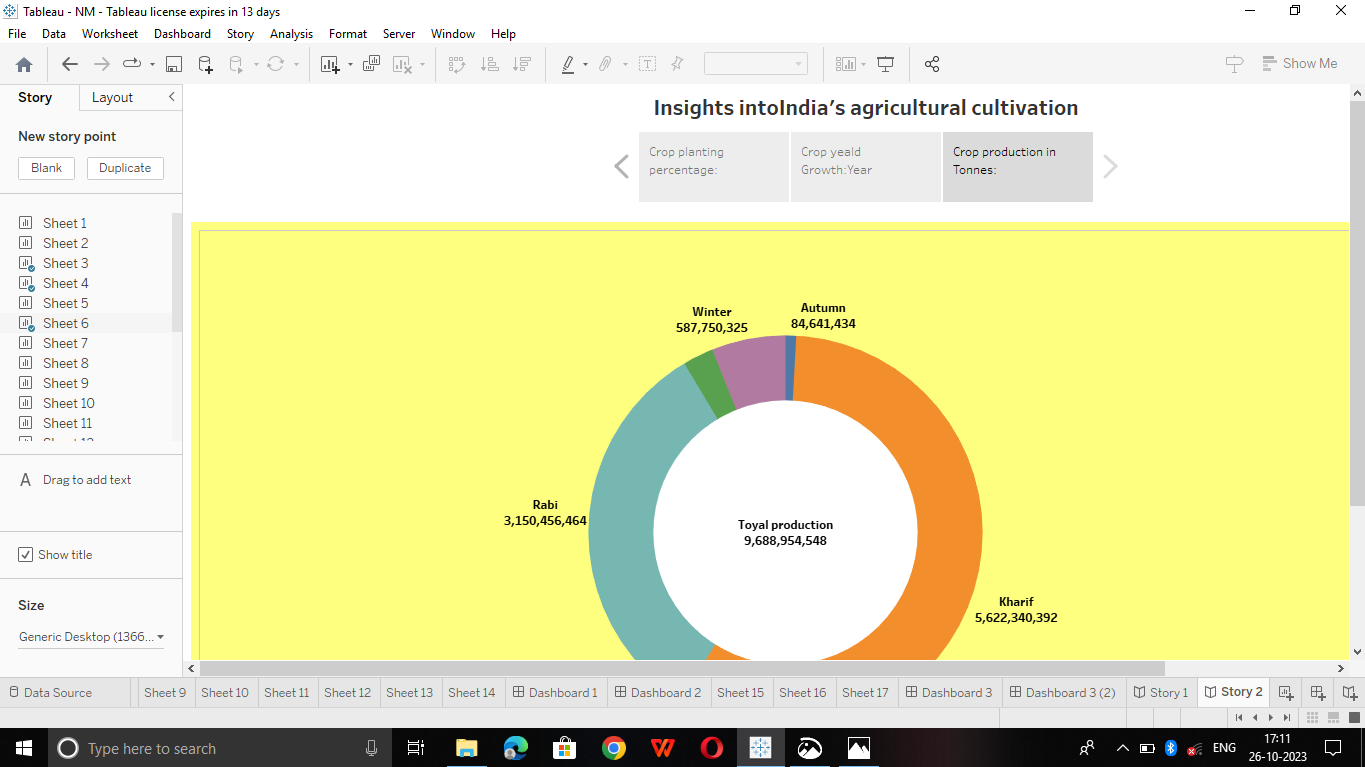 Tableau - NM - Tableau license expires in 13 days
File Data Worksheet Dashboard Story Analysis Format Server Window Help
Show Me
Story Layout
New story point
Blank Duplicate
Sheet 1
Sheet 2
Sheet 3
Sheet 4
Sheet 5
Sheet 6
Sheet 7
Sheet 8
Sheet 9
Sheet 10
Sheet 11
A Drag to add text
Show title
Size
Generic Desktop (1366...
Insights intoIndia's agricultural cultivation
Crop planting
percentage:
Crop yeald
Growth:Year
Crop production in
Tonnes:
Winter
587,750,325
Autumn
84,641,434
Rabi
3,150,456,464
Toyal production
9,688,954,548
Kharif
5,622,340,392
Data Source Sheet 9 Sheet 10 Sheet 11 Sheet 12 Sheet 13 Sheet 14 Dashboard 1 Dashboard 2 Sheet 15 Sheet 16 Sheet 17 Dashboard 3 Dashboard 3 (2) Story 1 Story 2
Type here to search
ENG
17:11
26-10-2023